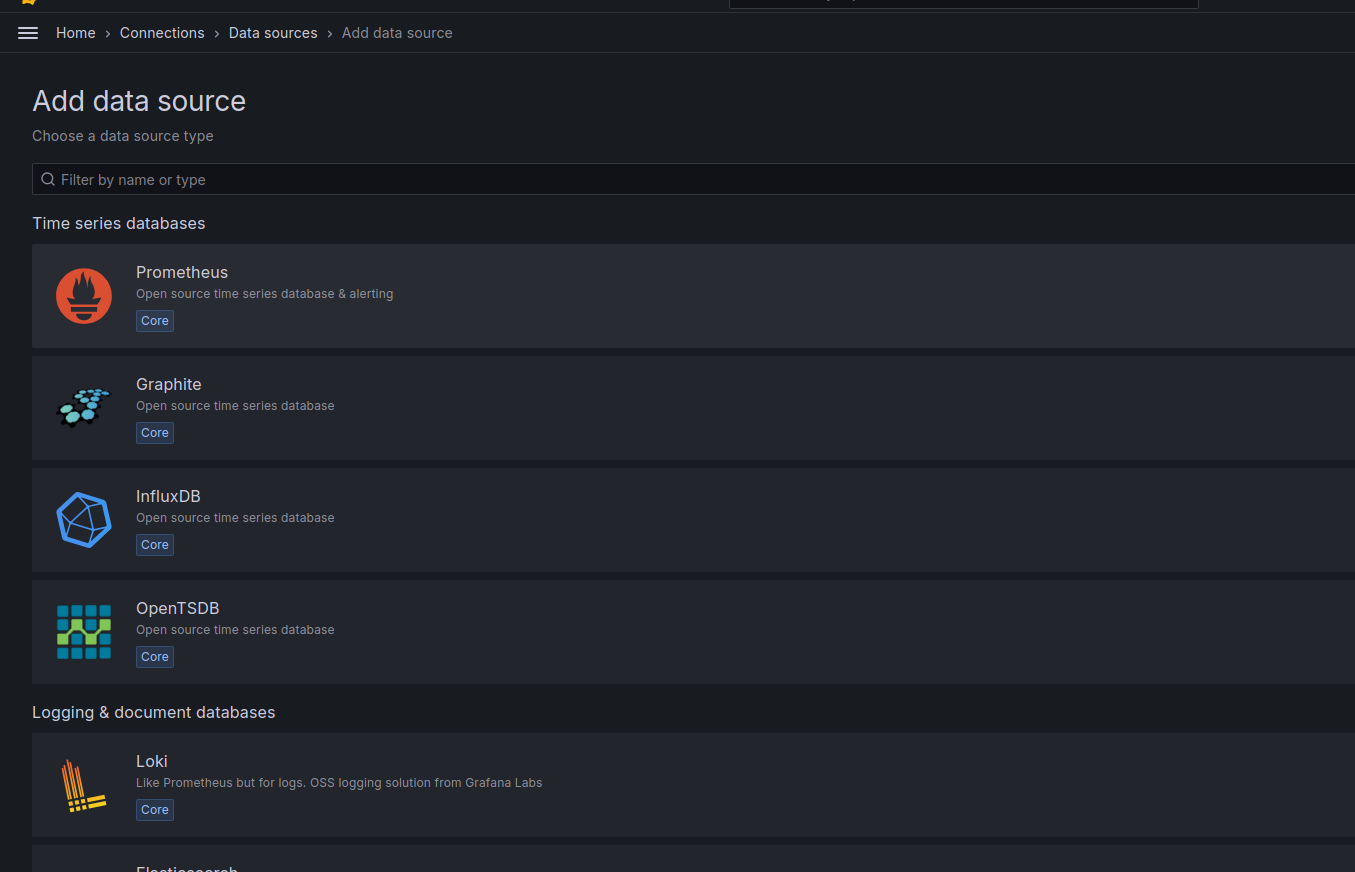 Home › Connections › Data sources › Add data source
Add data source
Choose a data source type
Filter by name or type
Time series databases
Prometheus
Open source time series database & alerting
Core
Graphite
Open source time series database
Core
InfluxDB
Open source time series database
Core
OpenTSDB
Open source time series database
Core
Logging & document databases
Loki
Like Prometheus but for logs. OSS logging solution from Grafana Labs
Core
Elasticsearch